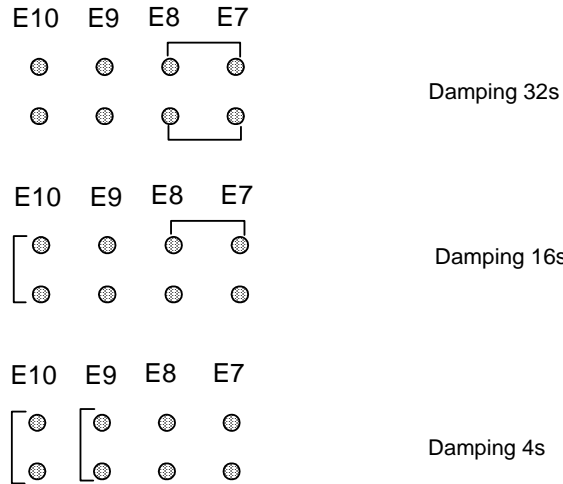 E10 E9 E8 E7
Damping 32s
E10 E9 E8 E7
Damping 16s
E10 E9 E8 E7
Damping 4s